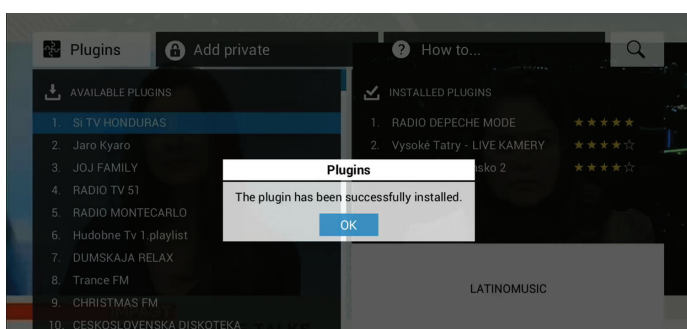 Plugins
Add private
? How to...
AVAILABLE PLUGINS
1. Si TV HONDURAS
2. Jaro Kyaro
3. JOJ FAMILY
4. RADIO TV 51
5. RADIO MONTECARLO
6. Hudobne Tv 1.playlist
7. DUMSKAJA RELAX
8. Trance FM
9. CHRISTMAS FM
10. CESKOSLOVENSKA DISKOTEKA
INSTALLED PLUGINS
1. RADIO DEPECHE MODE ★★★★★
2. Vysoké Tatry - LIVE KAMERY ★★★★☆
sko 2 ★★★★☆
Plugins
The plugin has been successfully installed.
OK
LATINOMUSIC